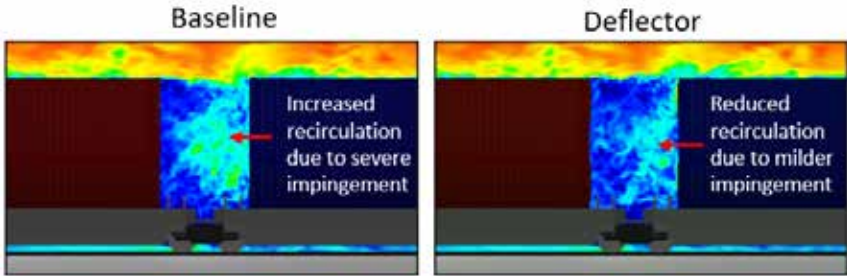 Baseline
Increased
recirculation
due to severe
impingement
Deflector
Reduced
recirculation
due to milder
impingement